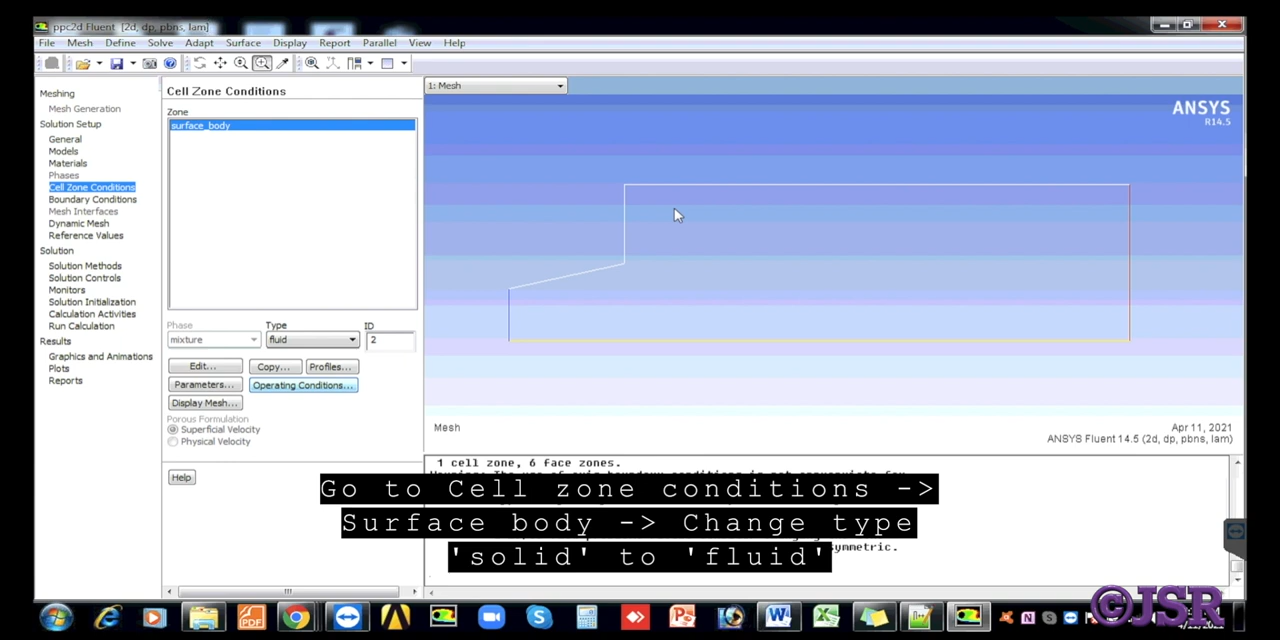 ppc2d Fluent [2d, dp, pbns, lam]
File Mesh Define Solve Adapt Surface Display Report Parallel View Help
Meshing
Mesh Generation
Solution Setup
General
Models
Materials
Phases
Cell Zone Conditions
Boundary Conditions
Mesh Interfaces
Dynamic Mesh
Reference Values
Solution
Solution Methods
Solution Controls
Monitors
Solution Initialization
Calculation Activities
Run Calculation
Results
Graphics and Animations
Plots
Reports
Cell Zone Conditions
Zone
surface_body
Phase Type ID
mixture fluid 2
Edit... Copy... Profiles...
Parameters... Operating Conditions...
Display Mesh...
Porous Formulation
Superficial Velocity
Physical Velocity
Help
1: Mesh
ANSYS
R14.5
Mesh
Apr 11, 2021
ANSYS Fluent 14.5 (2d, dp, pbns, lam)
1 cell zone, 6 face zones.
Go to Cell zone conditions ->
Surface body -> Change type
'solid' to 'fluid'
symmetric.
©JSR